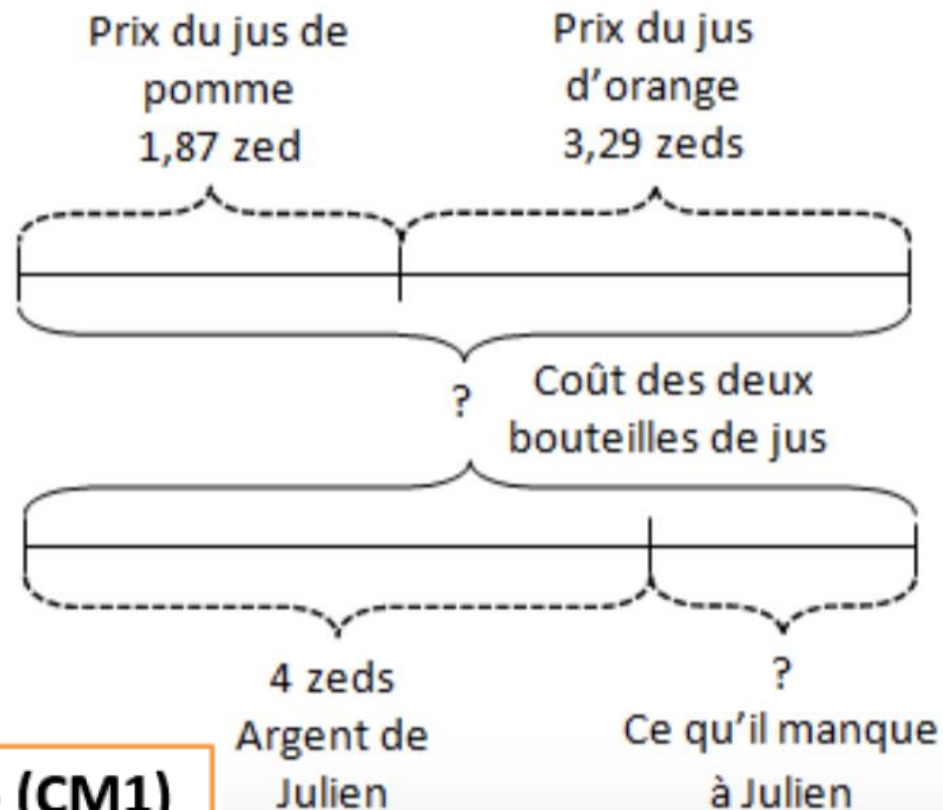 Prix du jus de
pomme
1,87 zed
Prix du jus
d'orange
3,29 zeds
?
Coût des deux
bouteilles de jus
4 zeds
Argent de
Julien
?
Ce qu'il manque
à Julien
(CM1)